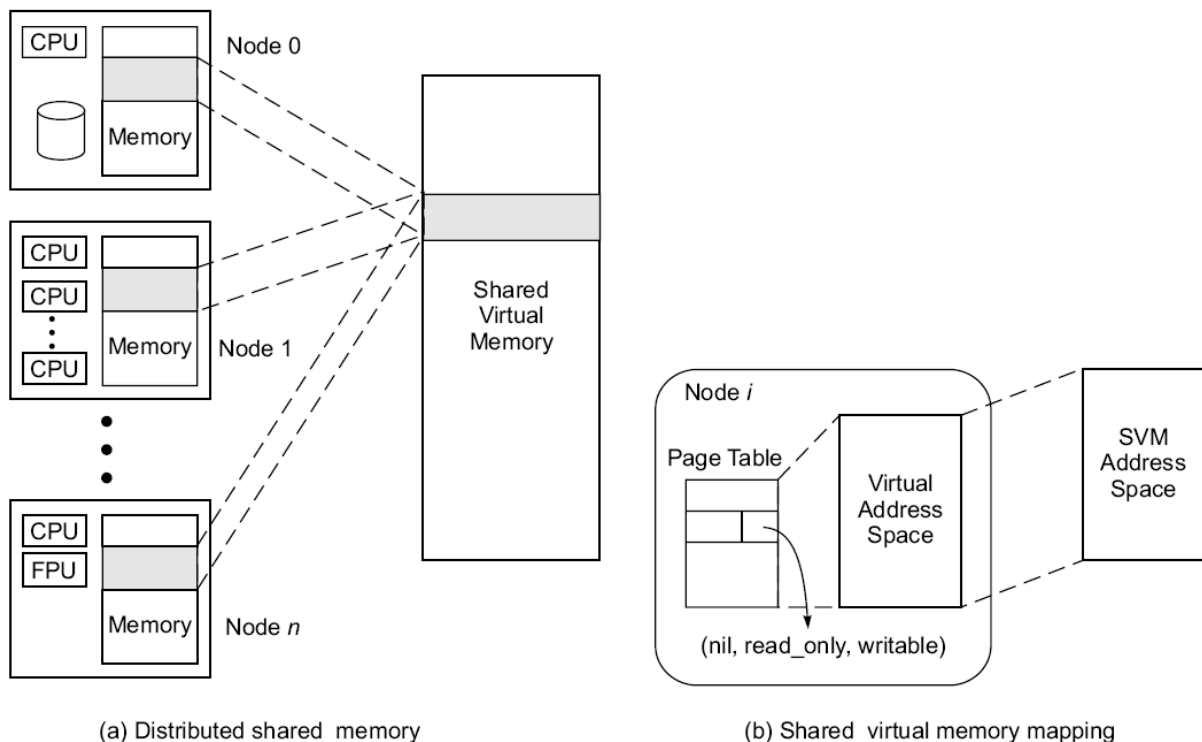 CPU
Node 0
Memory
CPU
CPU
CPU
Memory
Node 1
CPU
FPU
Memory
Node n
Shared
Virtual
Memory
(a) Distributed shared memory
Node i
Page Table
Virtual
Address
Space
(nil, read_only, writable)
SVM
Address
Space
(b) Shared virtual memory mapping